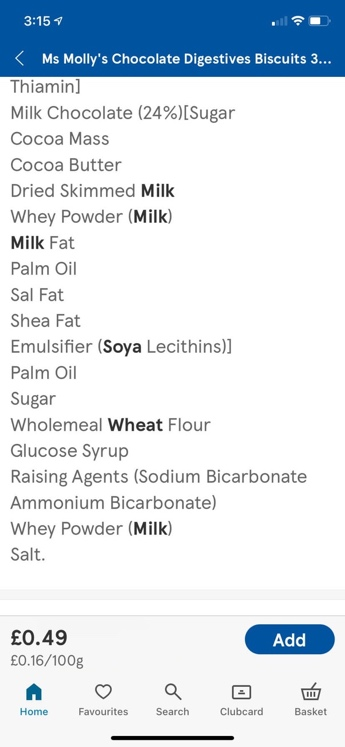 3:15
Ms Molly's Chocolate Digestives Biscuits 3...
Thiamin]
Milk Chocolate (24%)[Sugar
Cocoa Mass
Cocoa Butter
Dried Skimmed Milk
Whey Powder (Milk)
Milk Fat
Palm Oil
Sal Fat
Shea Fat
Emulsifier (Soya Lecithins)]
Palm Oil
Sugar
Wholemeal Wheat Flour
Glucose Syrup
Raising Agents (Sodium Bicarbonate
Ammonium Bicarbonate)
Whey Powder (Milk)
Salt.
£0.49
£0.16/100g
Add
Home Favourites Search Clubcard Basket